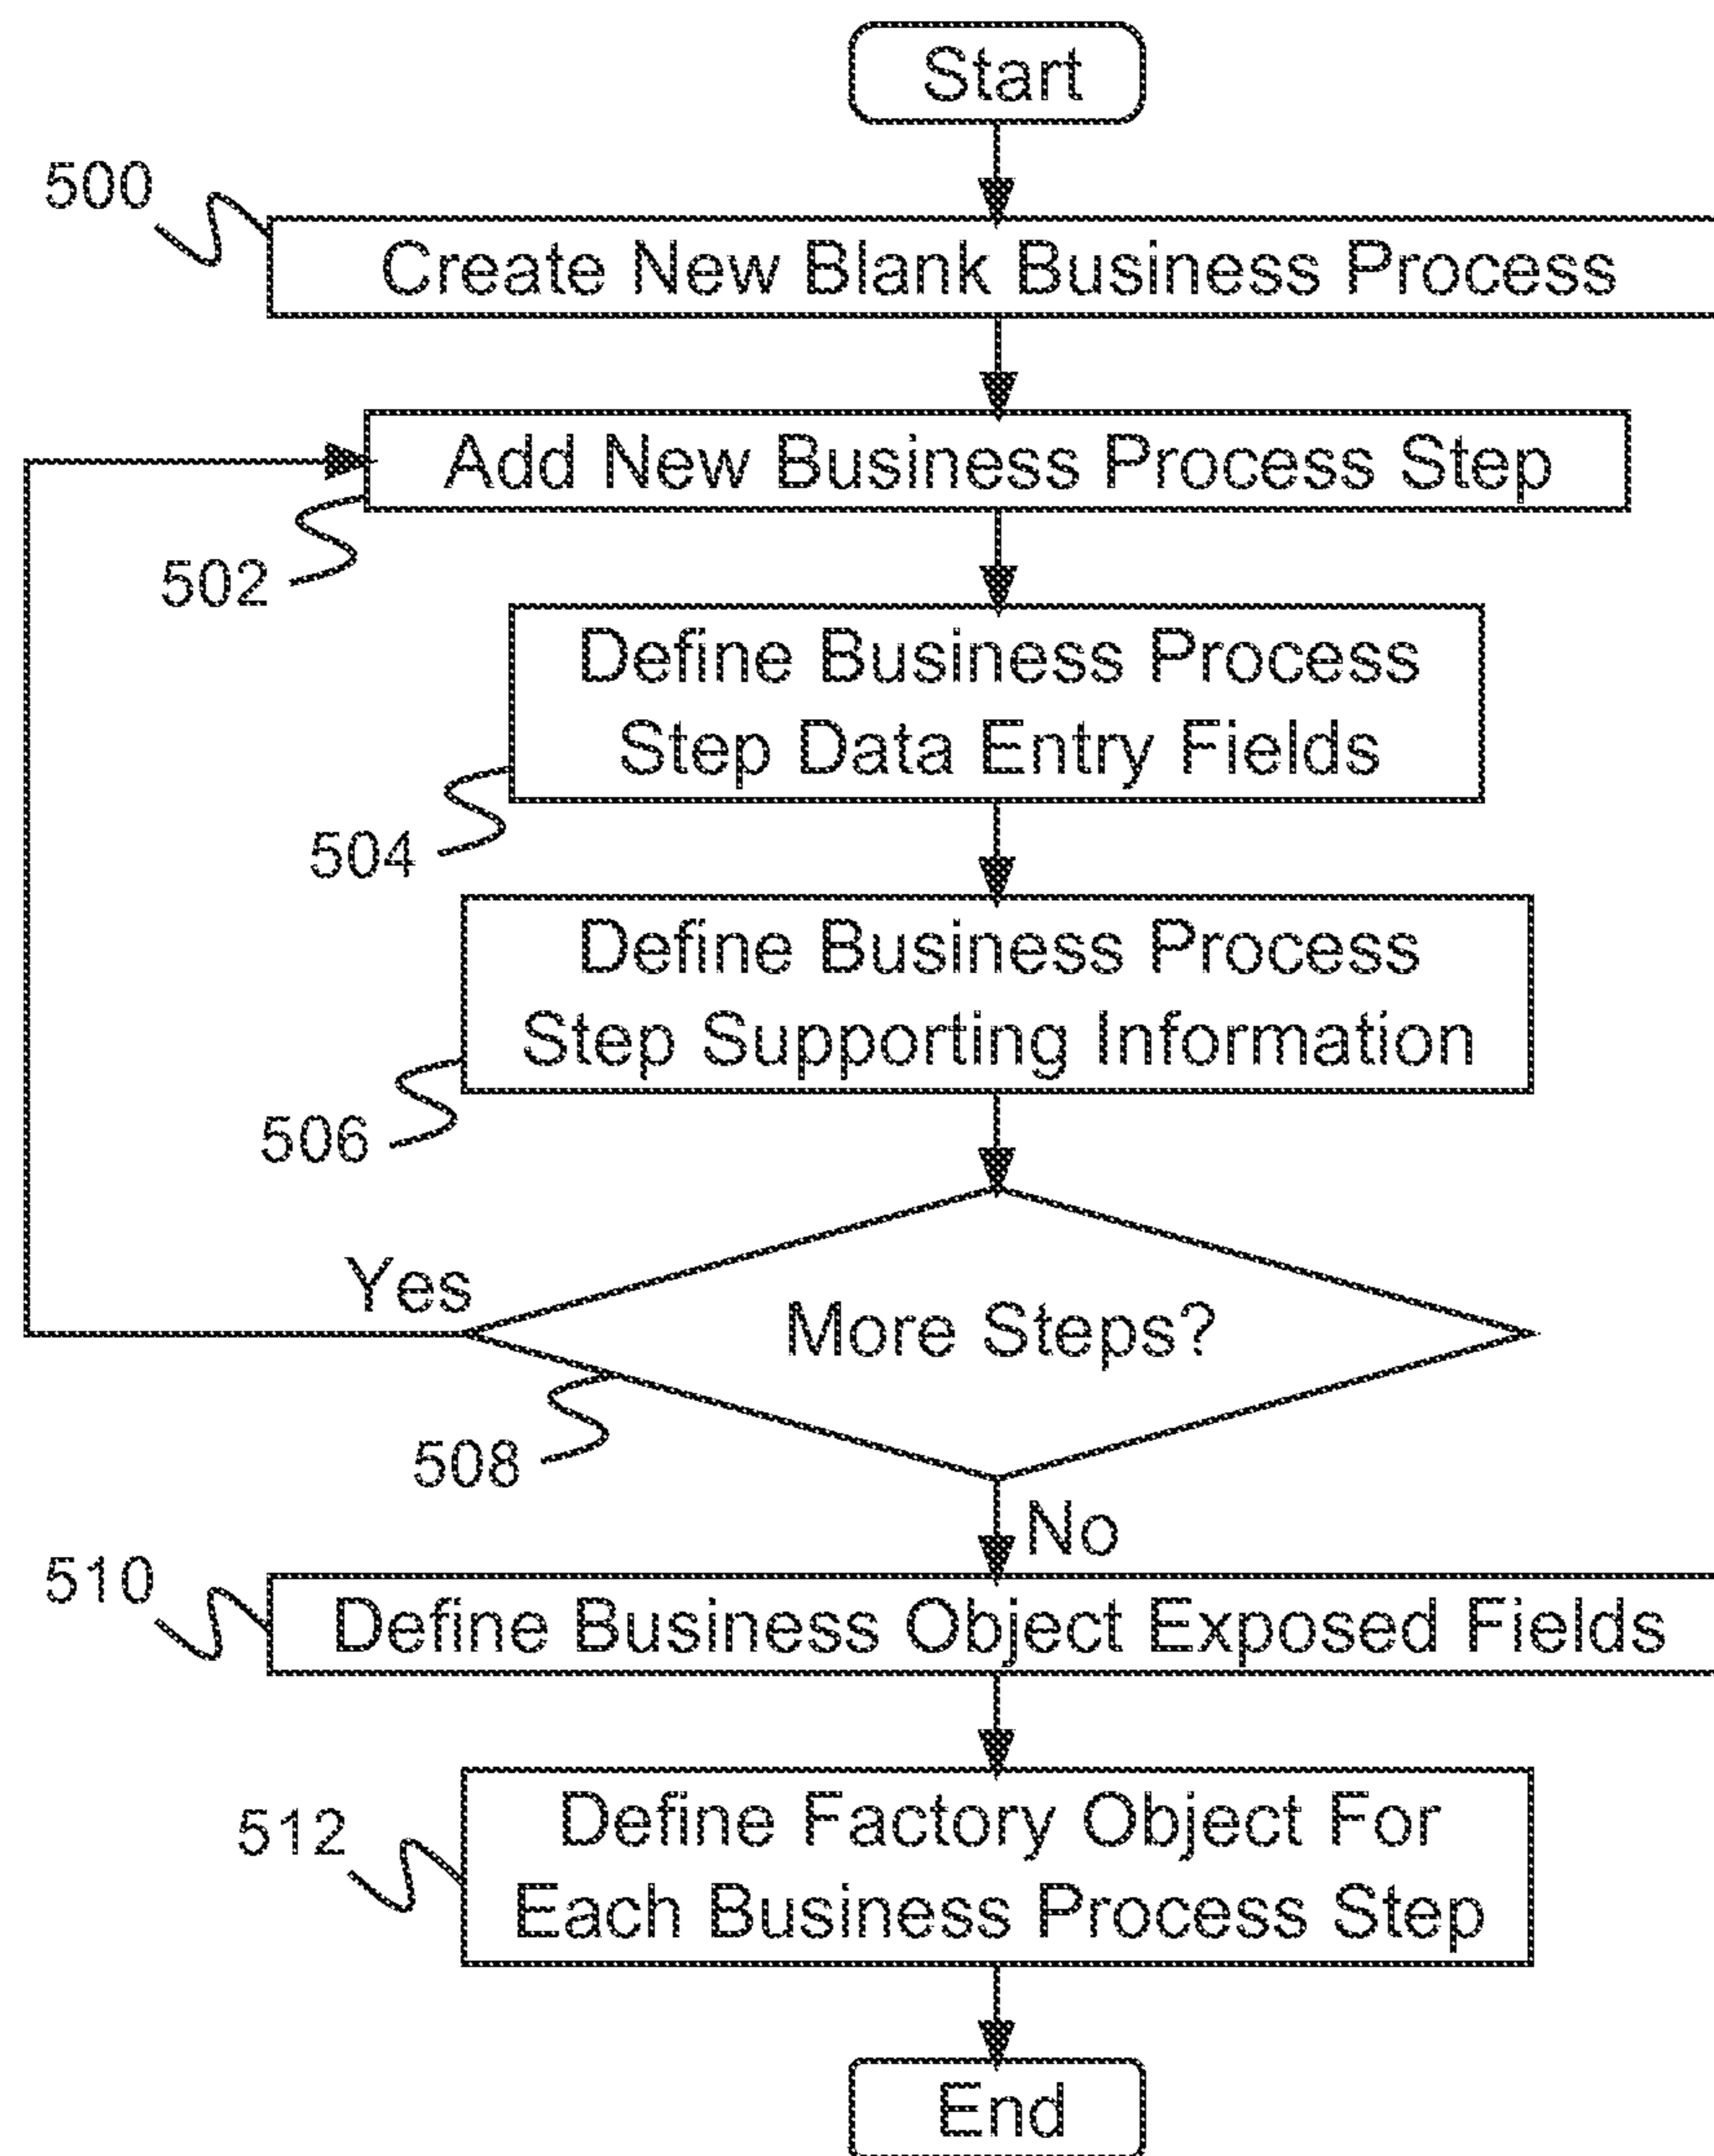 Start
500
Create New Blank Business Process
Add New Business Process Step
502
Define Business Process
Step Data Entry Fields
504
Define Business Process
Step Supporting Information
506
Yes
More Steps?
508
No
510
Define Business Object Exposed Fields
Define Factory Object For
512
Each Business Process Step
End